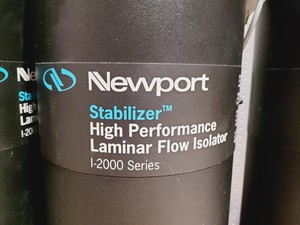 Newport
Stabilizer™
High Performance
Laminar Flow Isolator
I-2000 Series